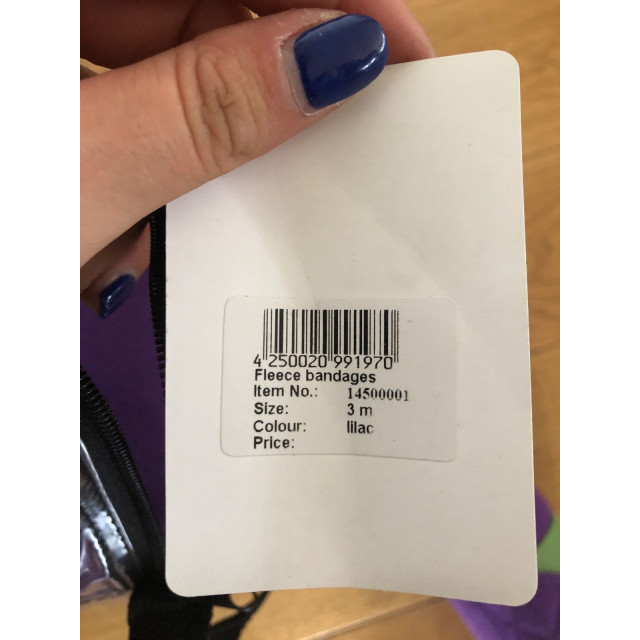 4 250020 991970
Fleece bandages
Item No.: 14500001
Size: 3 m
Colour: lilac
Price: